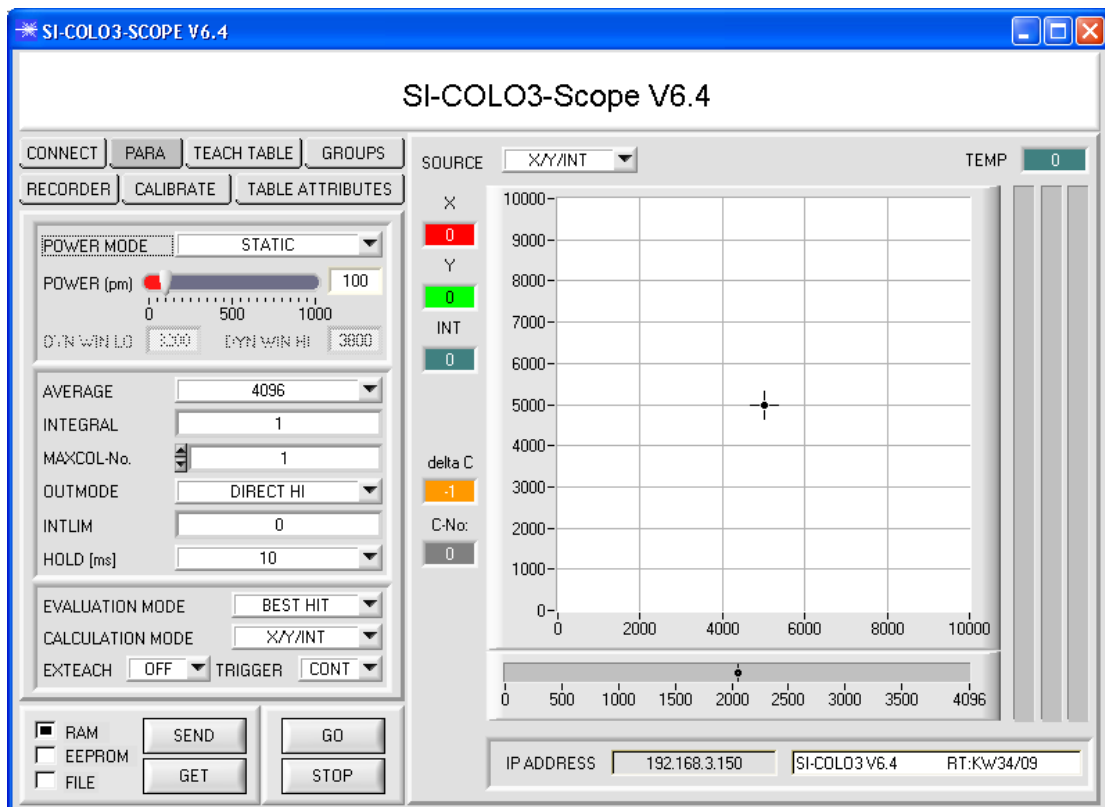 SI-COLO3-SCOPE V6.4
SI-COLO3-Scope V6.4
CONNECT PARA TEACH TABLE GROUPS
RECORDER CALIBRATE TABLE ATTRIBUTES
POWER MODE STATIC
POWER (pm) 100
0 500 1000
DYN WIN LO 3200 DYN WIN HI 3800
AVERAGE 4096
INTEGRAL 1
MAXCOL-No. 1
OUTMODE DIRECT HI
INTLIM 0
HOLD [ms] 10
EVALUATION MODE BEST HIT
CALCULATION MODE X/Y/INT
EXTEACH OFF TRIGGER CONT
RAM
EEPROM
FILE
SEND GO
GET STOP
SOURCE X/Y/INT TEMP 0
X
0
Y
0
INT
0
delta C
-1
C-No:
0
10000
9000
8000
7000
6000
5000
4000
3000
2000
1000
0
0 2000 4000 6000 8000 10000
0 500 1000 1500 2000 2500 3000 3500 4096
IP ADDRESS 192.168.3.150 SI-COLO3 V6.4 RT:KW34/09